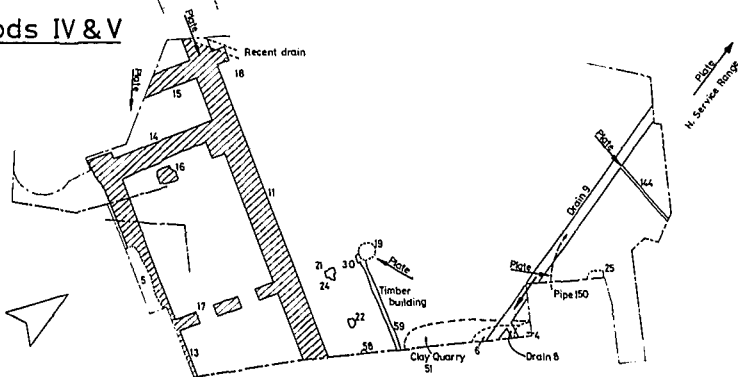 ods IV & V
Plate
Recent drain
18
Plate
15
14
16
11
5
17
13
Plate
N. Service Range
Plate
144
Drain 9
19
30
21
24
Plate
Timber
building
22
59
58
Plate
25
Pipe 150
Clay Quarry
51
6
4
Drain 8